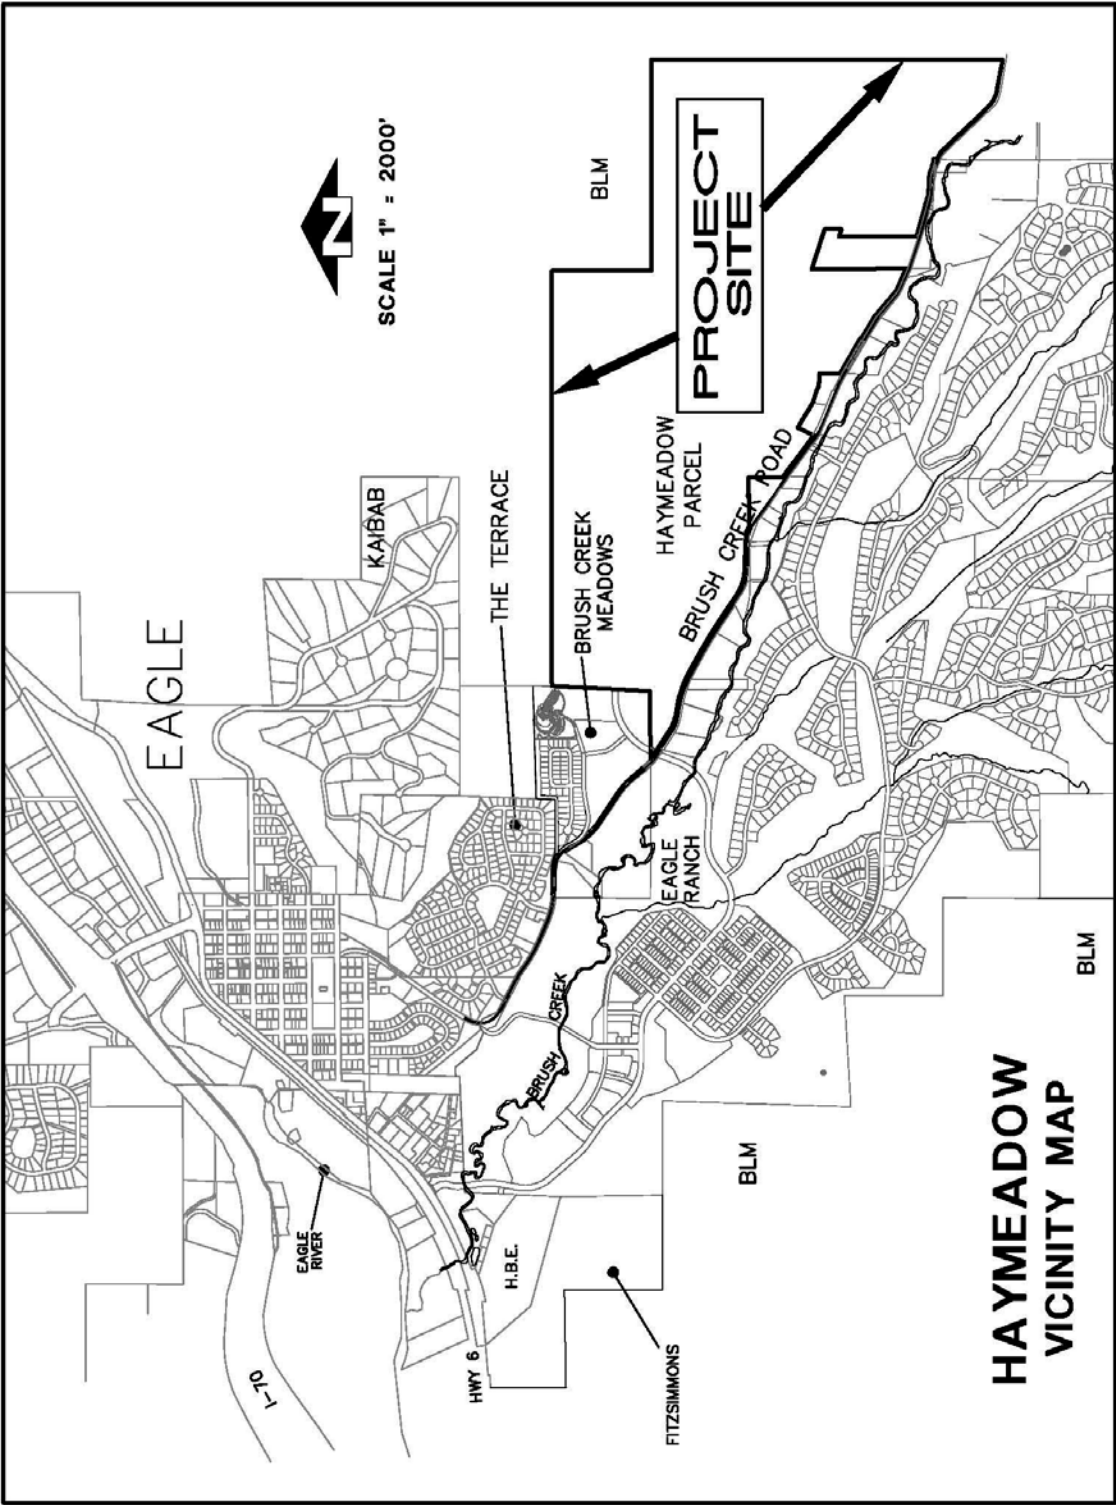 EAGLE
N
SCALE 1" = 2000'
KAIBAB
THE TERRACE
BLM
PROJECT
SITE
BRUSH CREEK
MEADOWS
HAYMEADOW
PARCEL
BRUSH CREEK ROAD
EAGLE
RANCH
BRUSH CREEK
EAGLE
RIVER
I-70
HWY 6
H.B.E.
FITZSIMMONS
BLM
BLM
HAYMEADOW
VICINITY MAP